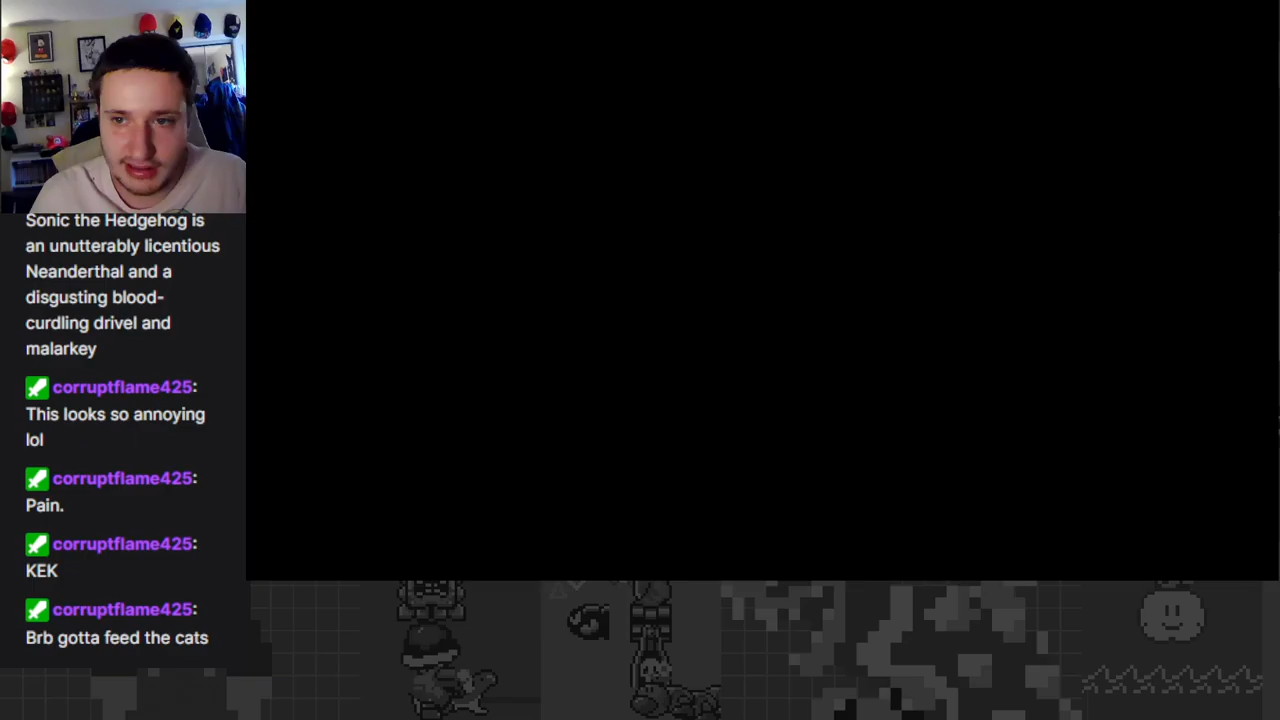 Sonic the Hedgehog is
an unutterably licentious
Neanderthal and a
disgusting blood-
curdling drivel and
malarkey
corruptflame425:
This looks so annoying
lol
corruptflame425:
Pain.
corruptflame425:
KEK
corruptflame425:
Brb gotta feed the cats